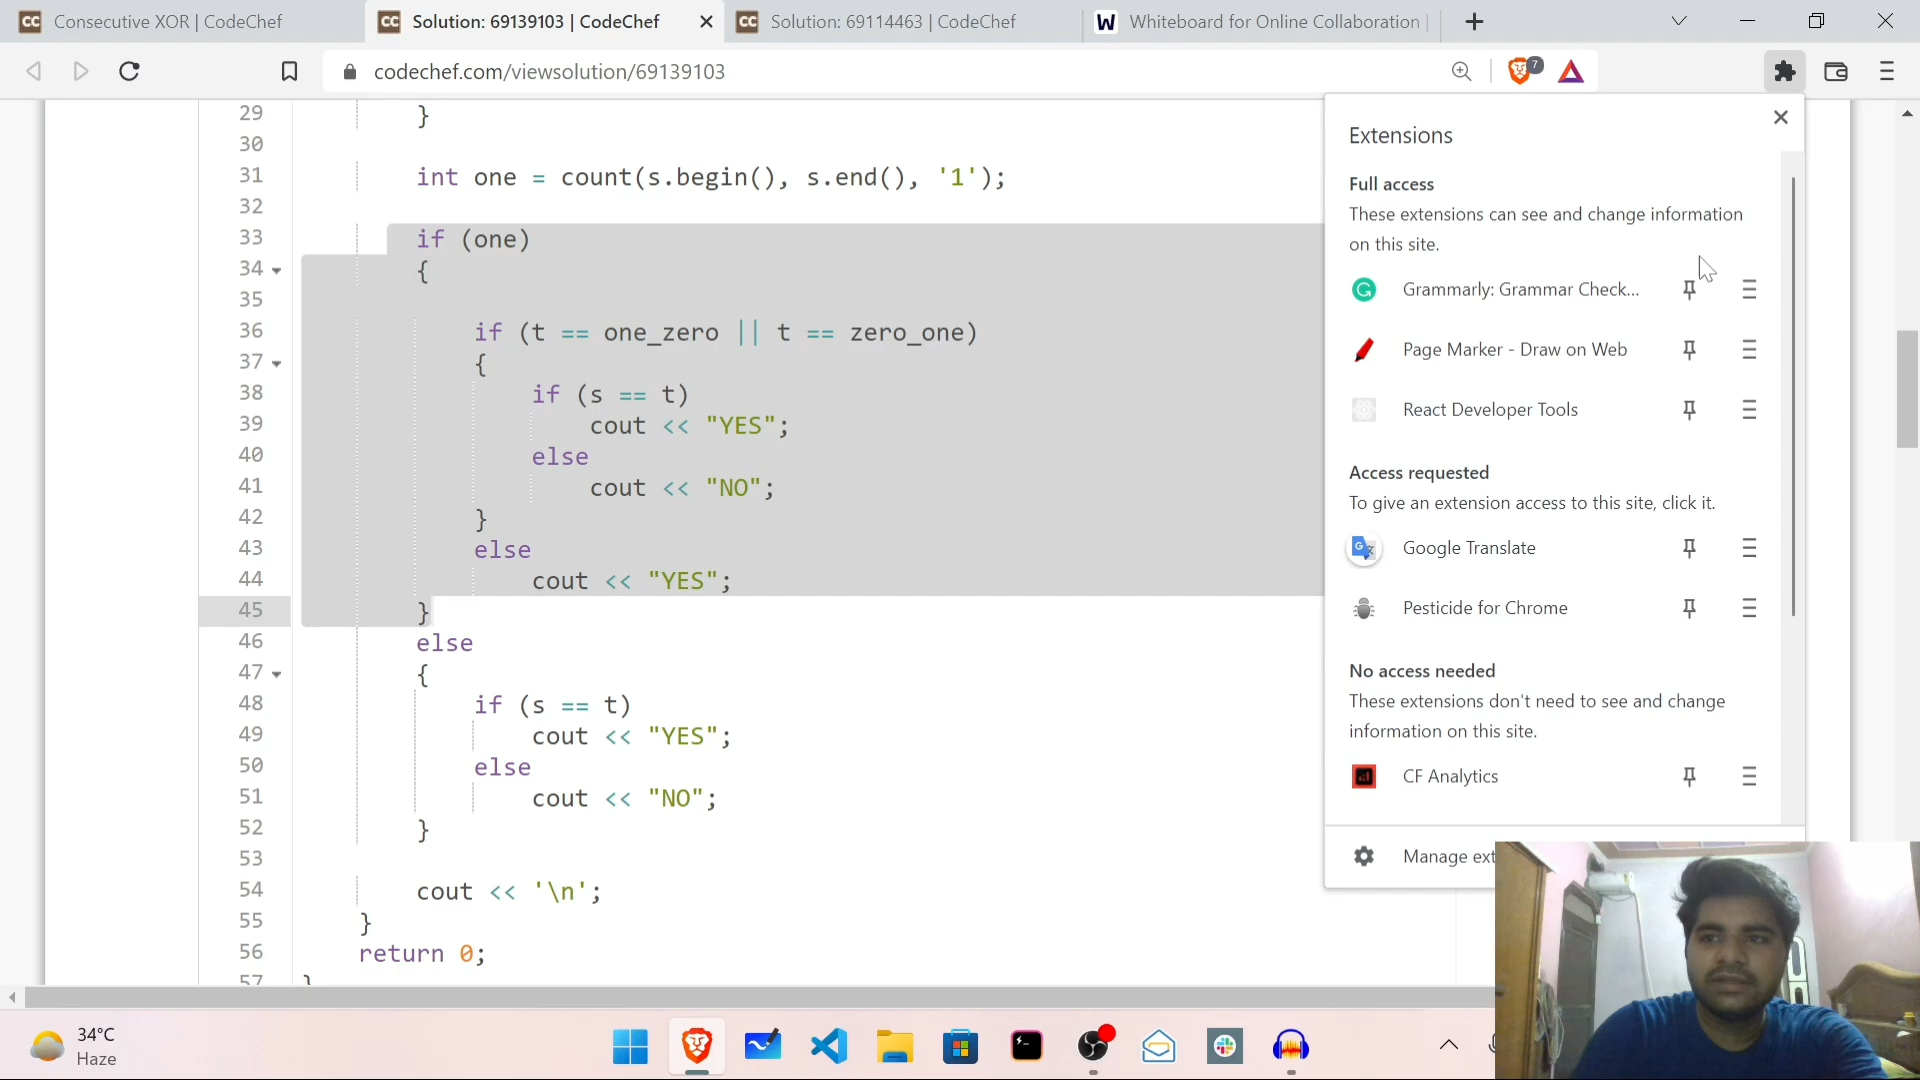 Consecutive XOR | CodeChef
Solution: 69139103 | CodeChef
Solution: 69114463 | CodeChef
Whiteboard for Online Collaboration |
codechef.com/viewsolution/69139103
7
29 }
30
31 int one = count(s.begin(), s.end(), '1');
32
33 if (one)
34 {
35
36 if (t == one_zero || t == zero_one)
37 {
38 if (s == t)
39 cout << "YES";
40 else
41 cout << "NO";
42 }
43 else
44 cout << "YES";
45 }
46 else
47 {
48 if (s == t)
49 cout << "YES";
50 else
51 cout << "NO";
52 }
53
54 cout << '\n';
55 }
56 return 0;
57 }
Extensions
Full access
These extensions can see and change information
on this site.
Grammarly: Grammar Check...
Page Marker - Draw on Web
React Developer Tools
Access requested
To give an extension access to this site, click it.
Google Translate
Pesticide for Chrome
No access needed
These extensions don't need to see and change
information on this site.
CF Analytics
Manage ext
34°C
Haze